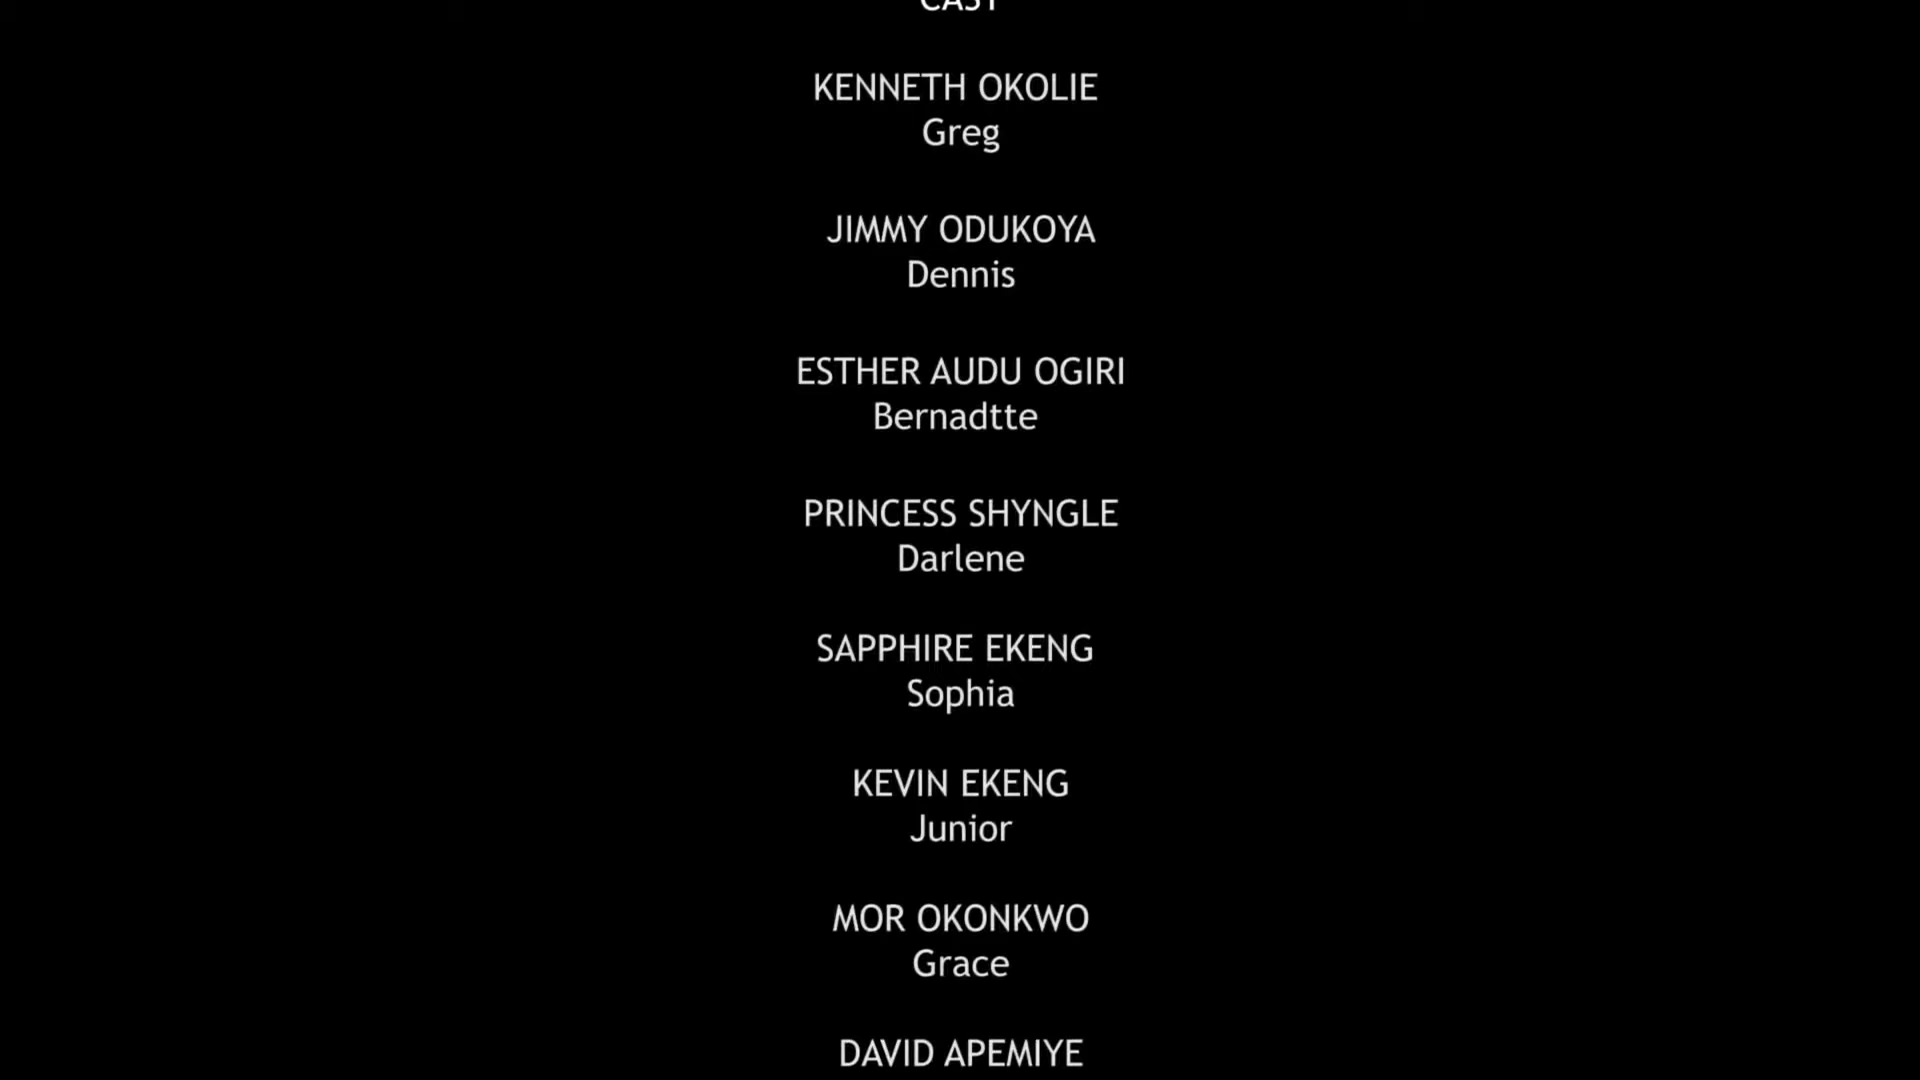 CAST
KENNETH OKOLIE
Greg
JIMMY ODUKOYA
Dennis
ESTHER AUDU OGIRI
Bernadtte
PRINCESS SHYNGLE
Darlene
SAPPHIRE EKENG
Sophia
KEVIN EKENG
Junior
MOR OKONKWO
Grace
DAVID APEMIYE